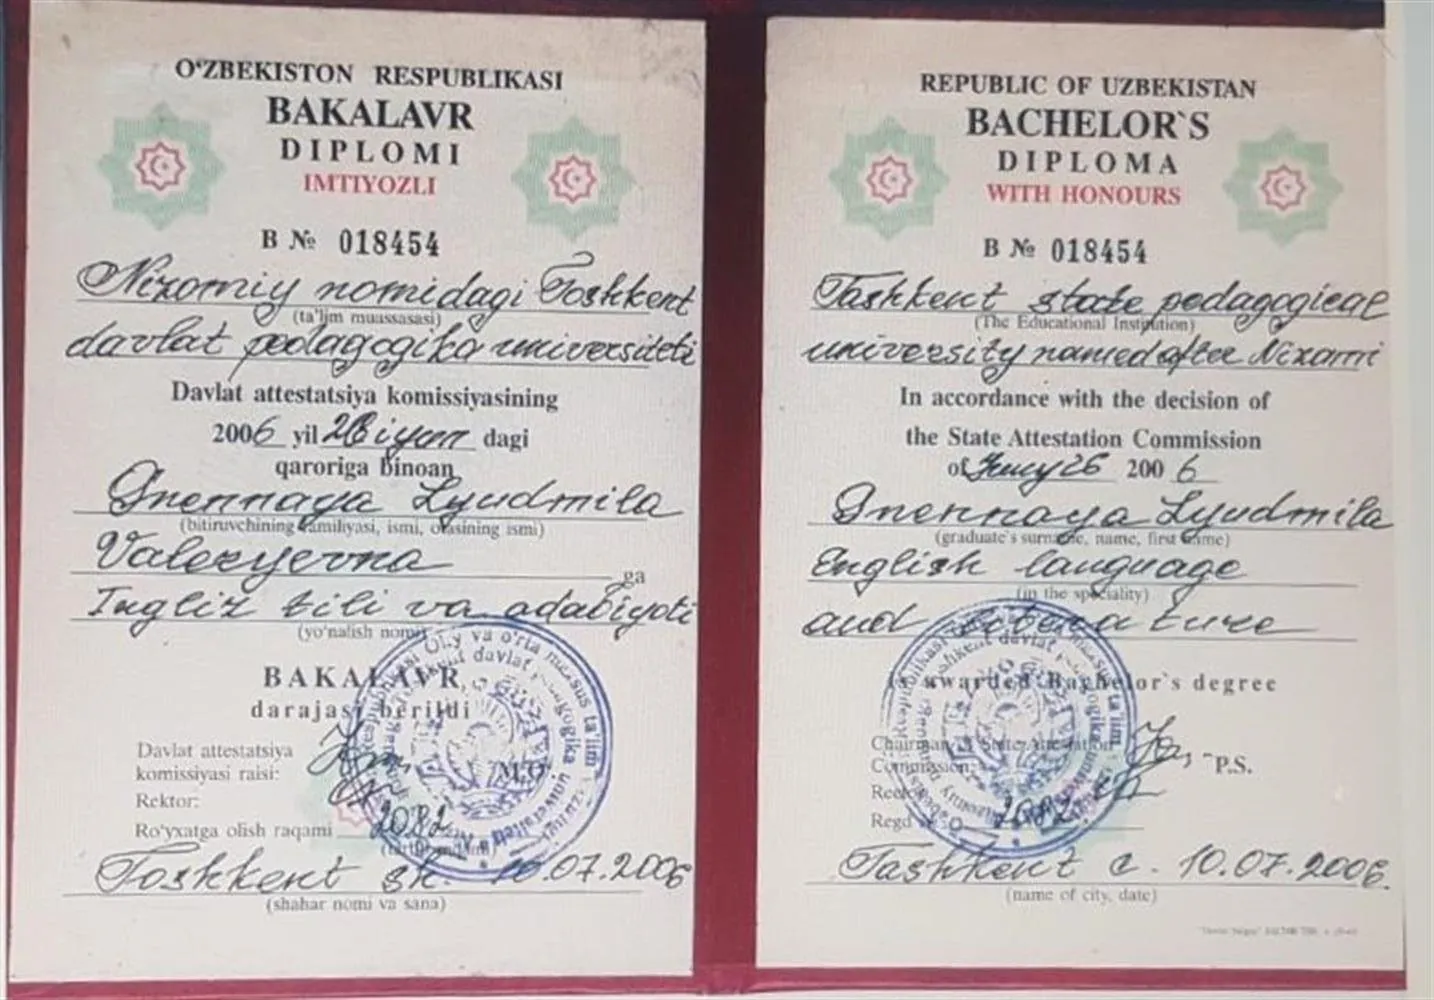 O'ZBEKISTON RESPUBLIKASI
BAKALAVR
DIPLOMI
IMTIYOZLI
B № 018454
Nizomiy nomidagi Toshkent
(ta'lim muassasasi)
davlat pedagogika universiteti
Davlat attestatsiya komissiyasining
2006 yil 26 iyun dagi
qaroriga binoan
Gnennaya Lyudmila
(bitiruvchining familiyasi, ismi, otasining ismi)
Valeryevna
ga
Ingliz tili va adabiyoti
(yo'nalish nomi)
BAKALAVR
darajasi berildi
Davlat attestatsiya
komissiyasi raisi:
M.O'.
Rektor:
Ro'yxatga olish raqami 2082
(tartib raqami)
Toshkent sh. 10.07.2006
(shahar nomi va sana)
REPUBLIC OF UZBEKISTAN
BACHELOR`S
DIPLOMA
WITH HONOURS
B № 018454
Tashkent state pedagogical
(The Educational Institution)
university named after Nizami
In accordance with the decision of
the State Attestation Commission
of 26 2006
Gnennaya Lyudmila
(graduate's surname, name, first name)
English language
(in the speciality)
and literature
is awarded Bachelor`s degree
Chairman of State Attestation
Commission:
P.S.
Rector
Regd 2082
Tashkent c. 10.07.2006.
(name of city, date)